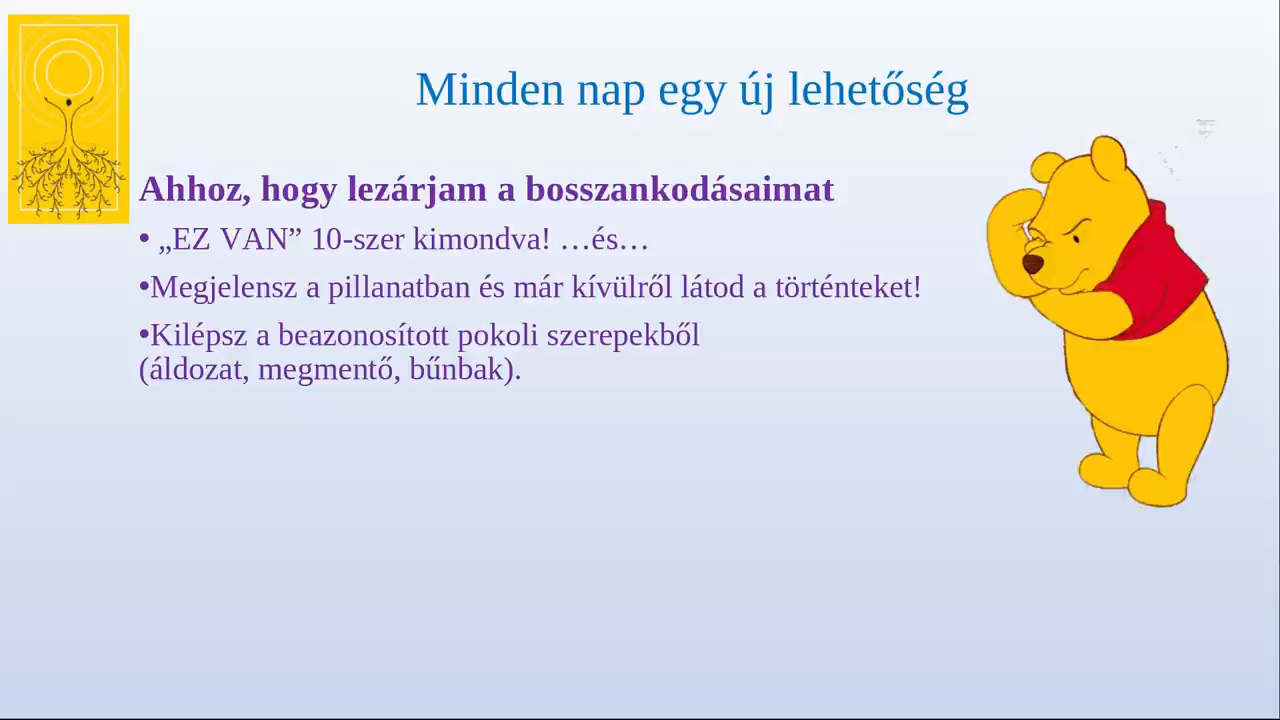 Minden nap egy új lehetőség
Ahhoz, hogy lezárjam a bosszankodásaimat
• „EZ VAN” 10-szer kimondva! …és…
•Megjelensz a pillanatban és már kívülről látod a történteket!
•Kilépsz a beazonosított pokoli szerepekből
(áldozat, megmentő, bűnbak).